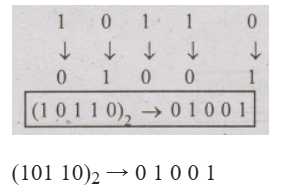 1 0 1 1 0
↓ ↓ ↓ ↓ ↓
0 1 0 0 1
(1 0 1 1 0)₂ → 0 1 0 0 1
(101 10)₂ → 0 1 0 0 1